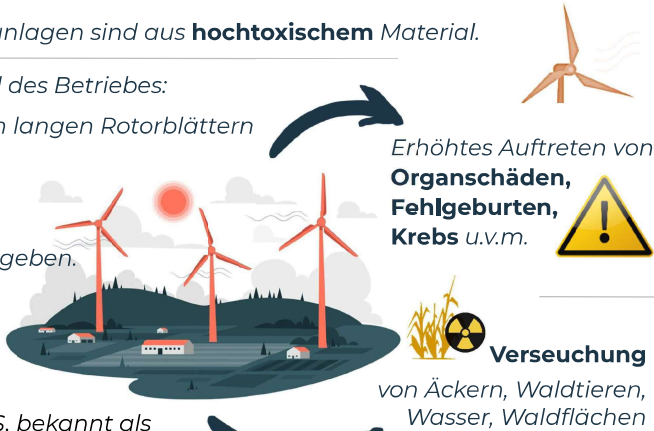 nlagen sind aus hochtoxischem Material.
des Betriebes:
langen Rotorblättern
geben.
Erhöhtes Auftreten von
Organschäden,
Fehlgeburten,
Krebs u.v.m.
Verseuchung
von Äckern, Waldtieren,
Wasser, Waldflächen
S. bekannt als